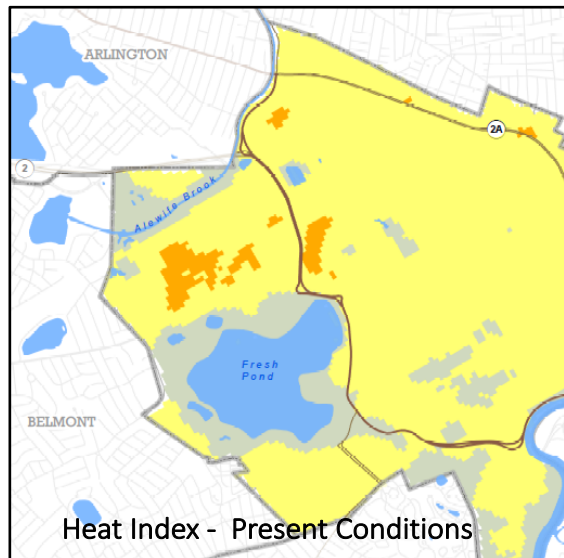 ARLINGTON
2A
2
Alewife Brook
Fresh
Pond
BELMONT
Heat Index - Present Conditions